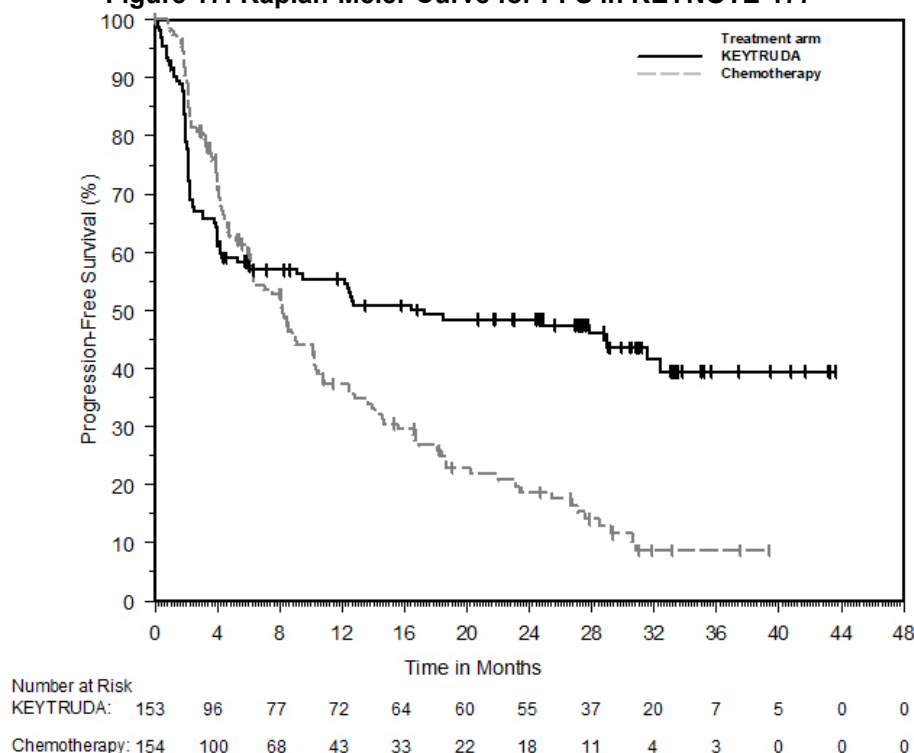 Treatment arm
KEYTRUDA
Chemotherapy
Progression-Free Survival (%)
100
90
80
70
60
50
40
30
20
10
0
0 4 8 12 16 20 24 28 32 36 40 44 48
Time in Months
Number at Risk
KEYTRUDA: 153 96 77 72 64 60 55 37 20 7 5 0 0
Chemotherapy: 154 100 68 43 33 22 18 11 4 3 0 0 0